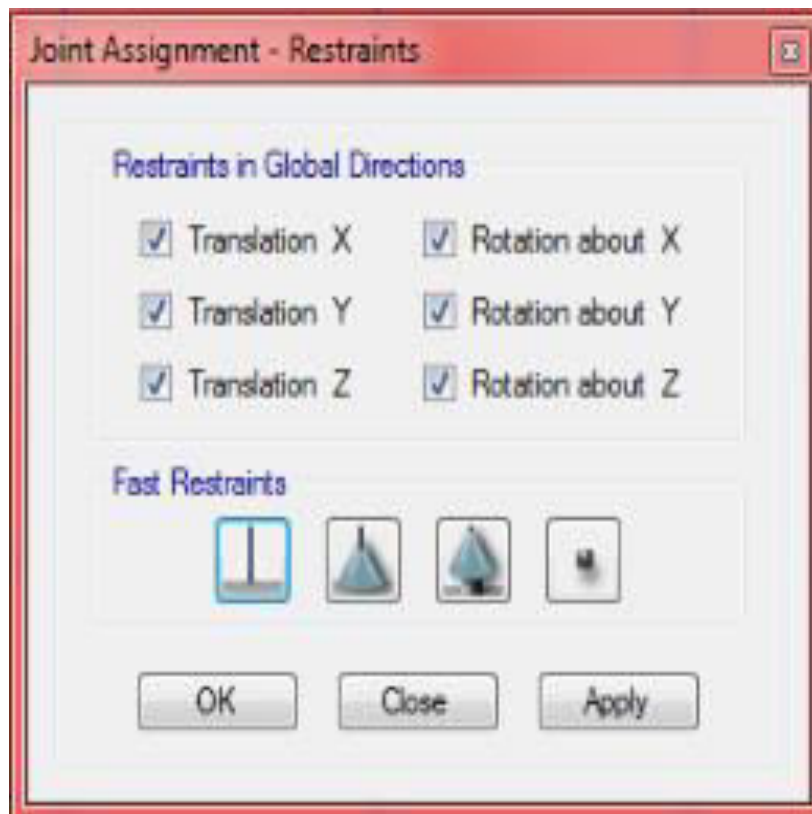 Joint Assignment - Restraints
Restraints in Global Directions
Translation X Rotation about X
Translation Y Rotation about Y
Translation Z Rotation about Z
Fast Restraints
OK Close Apply